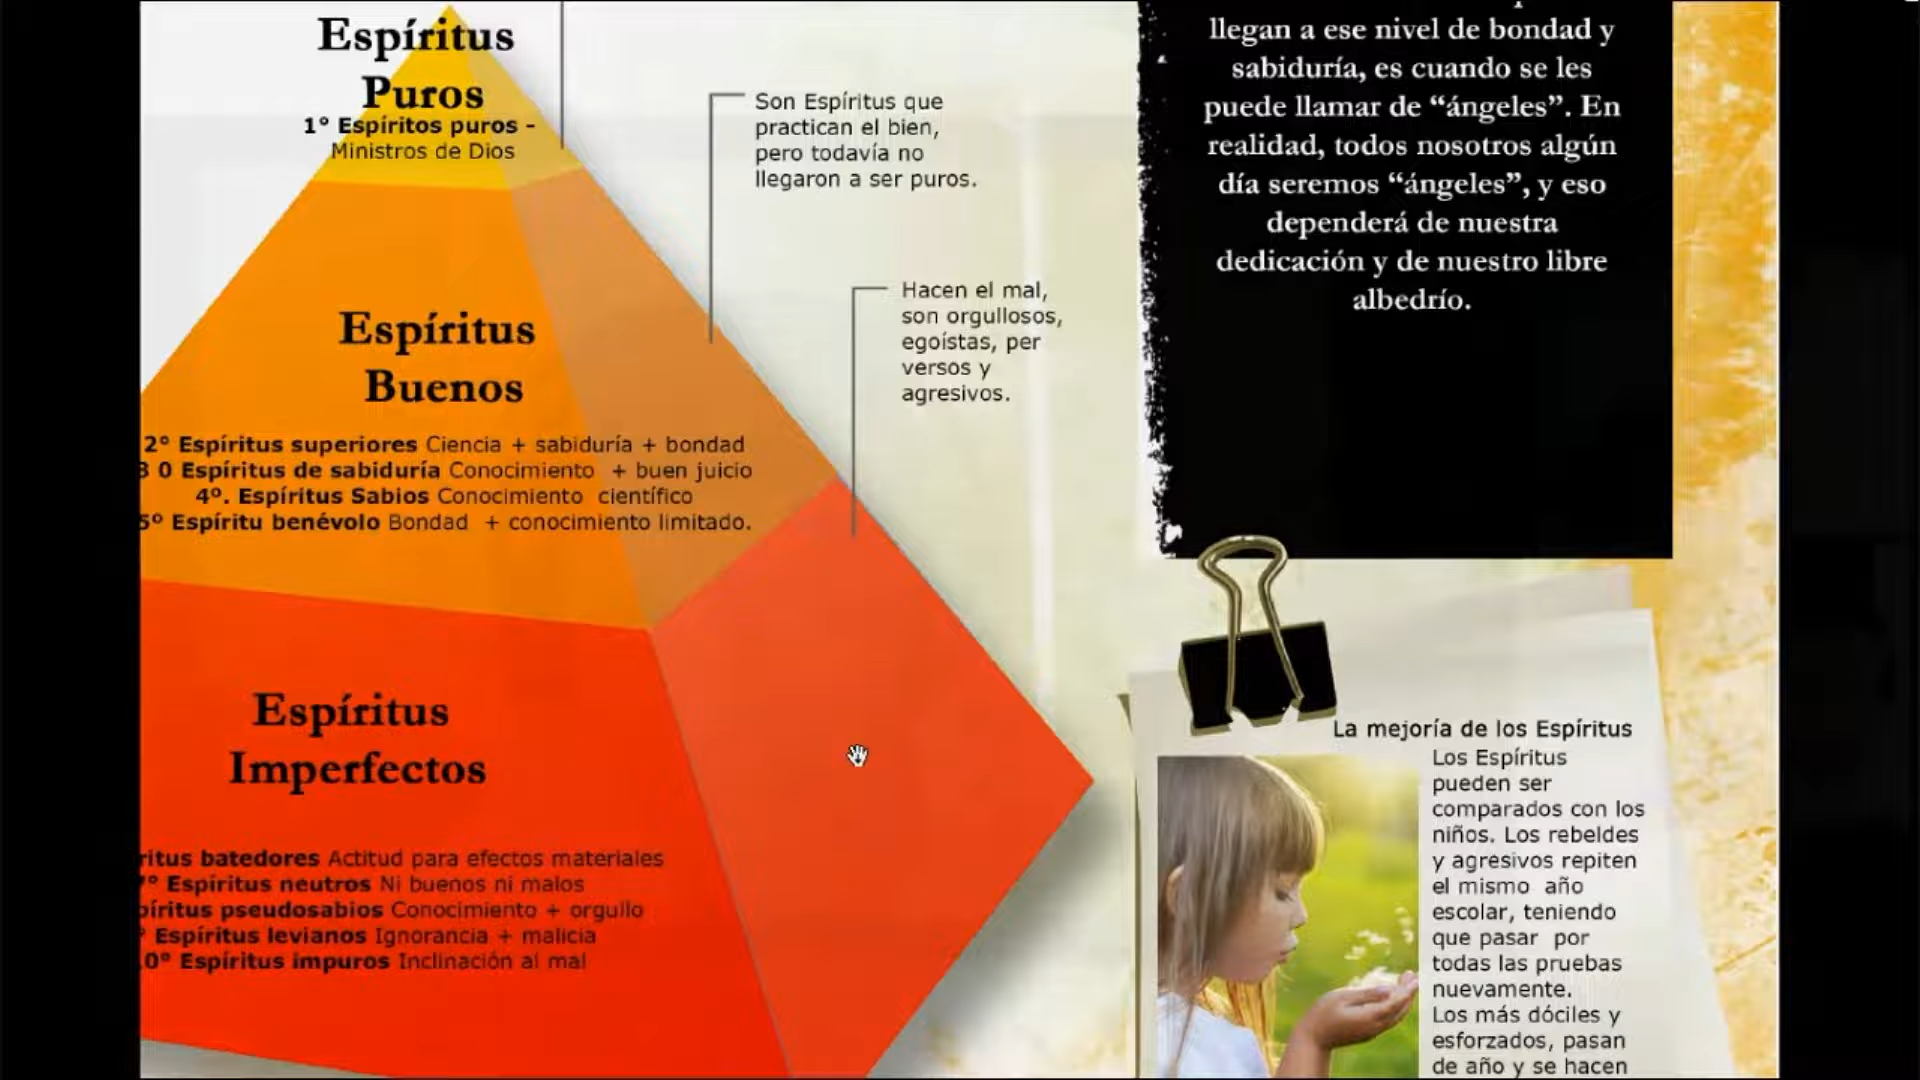 Espíritus
Puros
1° Espíritos puros -
Ministros de Dios
Son Espíritus que
practican el bien,
pero todavía no
llegaron a ser puros.
Hacen el mal,
son orgullosos,
egoístas, per
versos y
agresivos.
Espíritus
Buenos
2° Espíritus superiores Ciencia + sabiduría + bondad
3 0 Espíritus de sabiduría Conocimiento + buen juicio
4º. Espíritus Sabios Conocimiento científico
5º Espíritu benévolo Bondad + conocimiento limitado.
Espíritus
Imperfectos
ritus batedores Actitud para efectos materiales
7° Espíritus neutros Ni buenos ni malos
píritus pseudosabios Conocimiento + orgullo
° Espíritus levianos Ignorancia + malicia
0° Espíritus impuros Inclinación al mal
llegan a ese nivel de bondad y
sabiduría, es cuando se les
puede llamar de “ángeles”. En
realidad, todos nosotros algún
día seremos “ángeles”, y eso
dependerá de nuestra
dedicación y de nuestro libre
albedrío.
La mejoría de los Espíritus
Los Espíritus
pueden ser
comparados con los
niños. Los rebeldes
y agresivos repiten
el mismo año
escolar, teniendo
que pasar por
todas las pruebas
nuevamente.
Los más dóciles y
esforzados, pasan
de año y se hacen